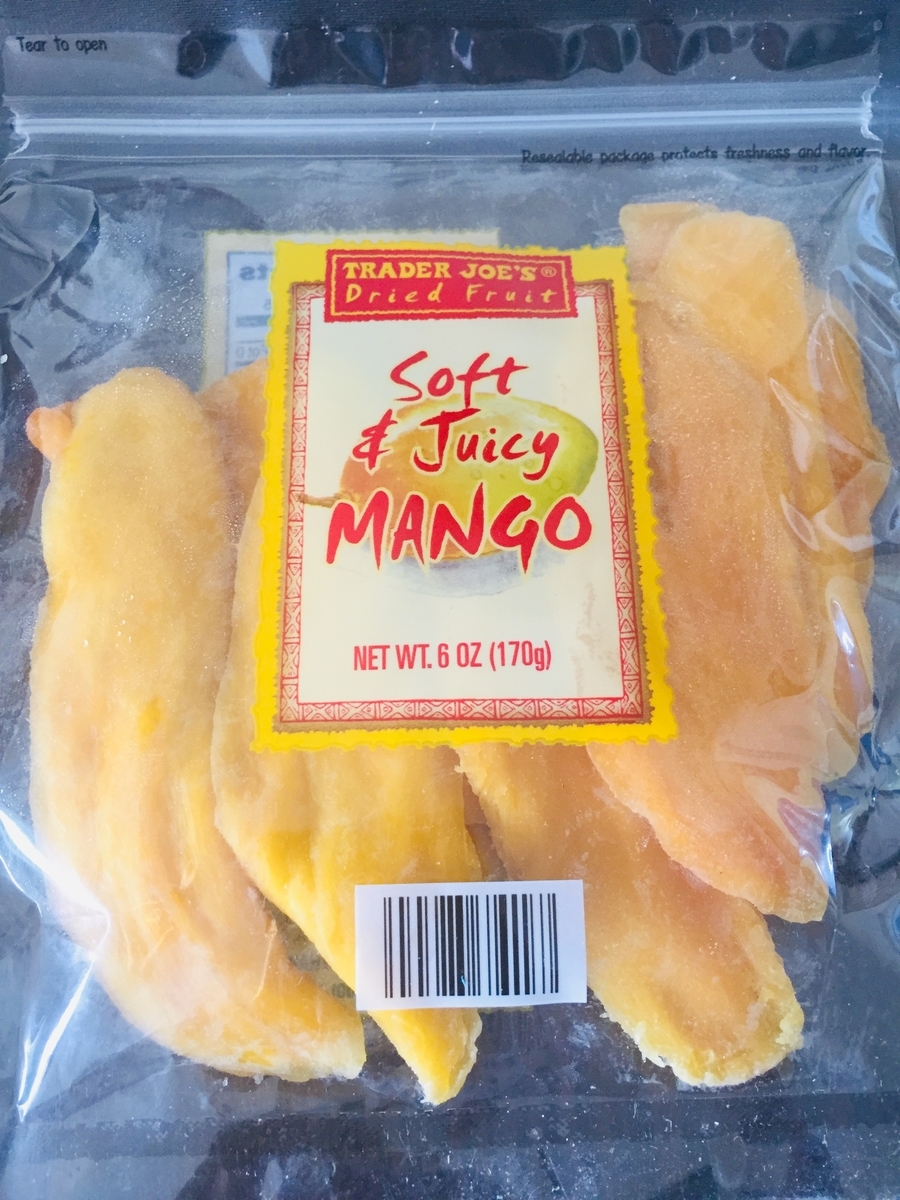 Tear to open
Resealable package protects freshness and flavor.
TRADER JOE'S®
Dried Fruit
Soft
& Juicy
MANGO
NET WT. 6 OZ (170g)